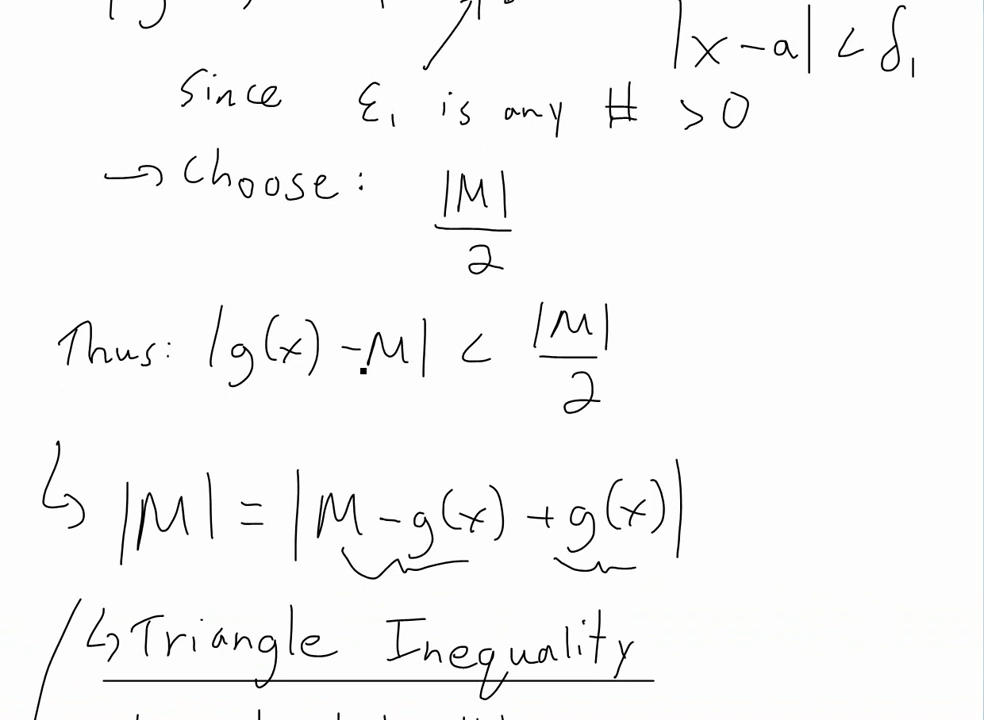 |x - a| < δ₁
Since ε₁ is any # > 0
→ Choose: |M|/2
Thus: |g(x) - M| < |M|/2
↳ |M| = |M - g(x) + g(x)|
↳ Triangle Inequality